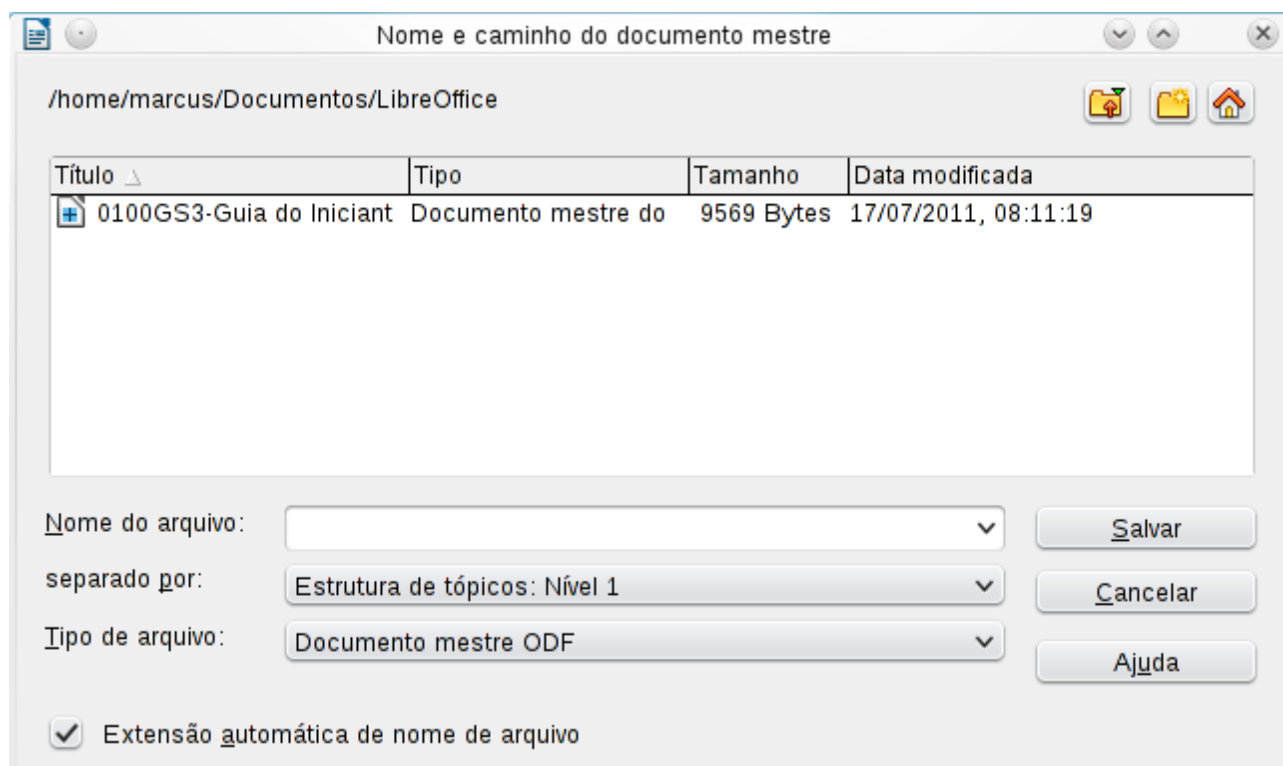 Nome e caminho do documento mestre
/home/marcus/Documentos/LibreOffice
Título Tipo Tamanho Data modificada
0100GS3-Guia do Iniciant Documento mestre do 9569 Bytes 17/07/2011, 08:11:19
Nome do arquivo: Salvar
separado por: Estrutura de tópicos: Nível 1 Cancelar
Tipo de arquivo: Documento mestre ODF Ajuda
Extensão automática de nome de arquivo